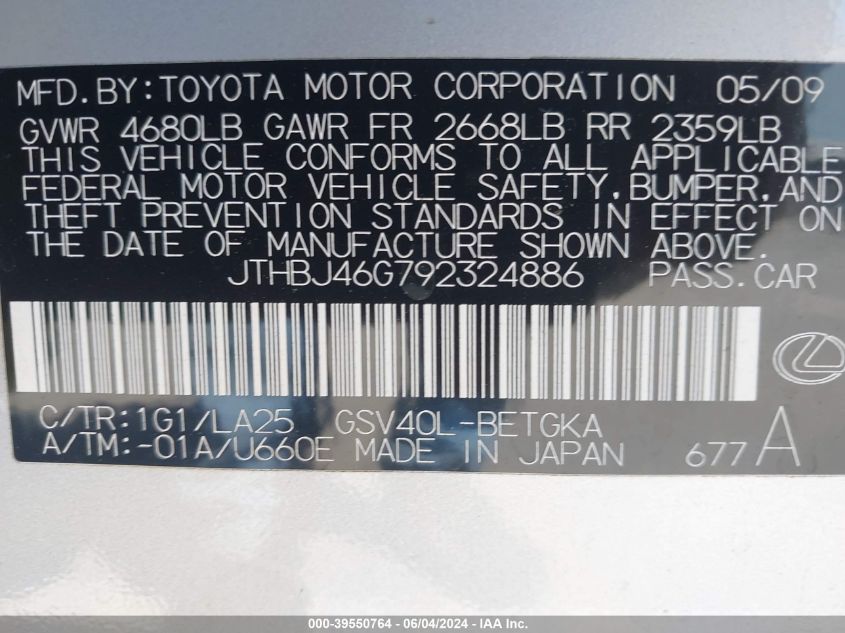 MFD.BY:TOYOTA MOTOR CORPORATION 05/09
GVWR 4680LB GAWR FR 2668LB RR 2359LB
THIS VEHICLE CONFORMS TO ALL APPLICABLE
FEDERAL MOTOR VEHICLE SAFETY,BUMPER,AND
THEFT PREVENTION STANDARDS IN EFFECT ON
THE DATE OF MANUFACTURE SHOWN ABOVE.
JTHBJ46G792324886 PASS.CAR
C/TR:1G1/LA25 GSV40L-BETGKA
A/TM:-01A/U660E MADE IN JAPAN 677A
000-39550764 - 06/04/2024 - IAA Inc.